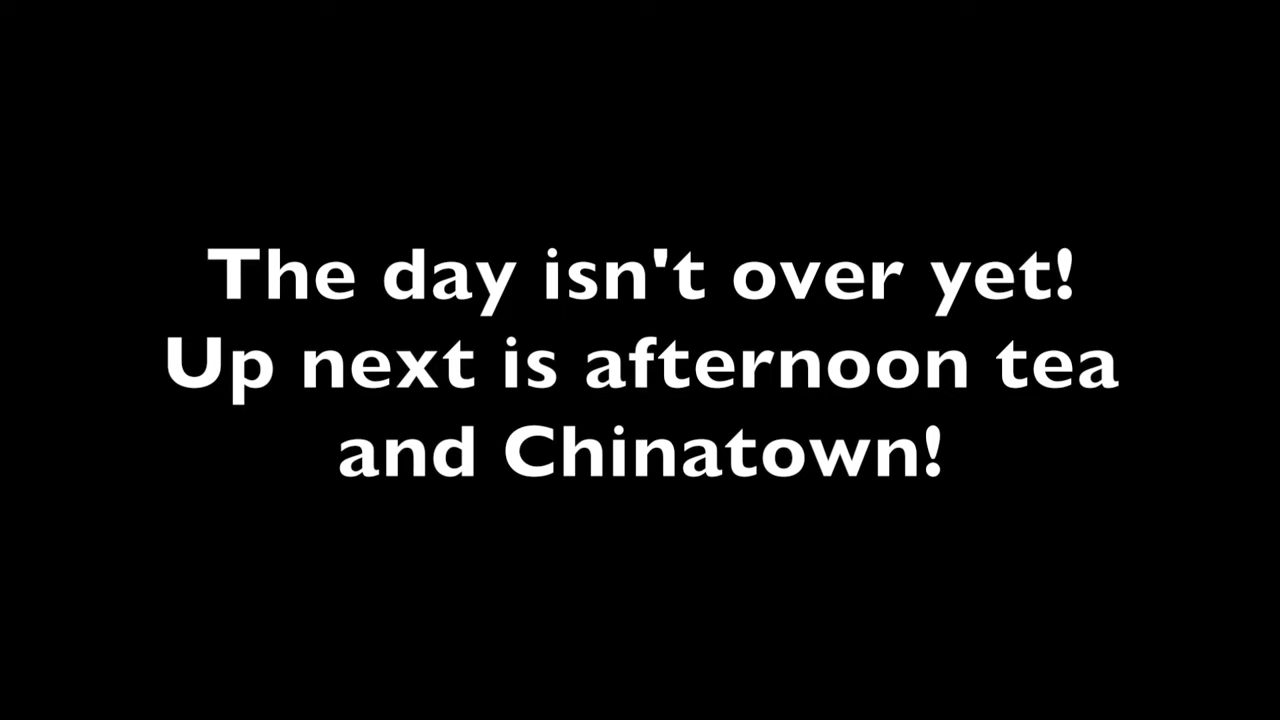 The day isn't over yet!
Up next is afternoon tea
and Chinatown!